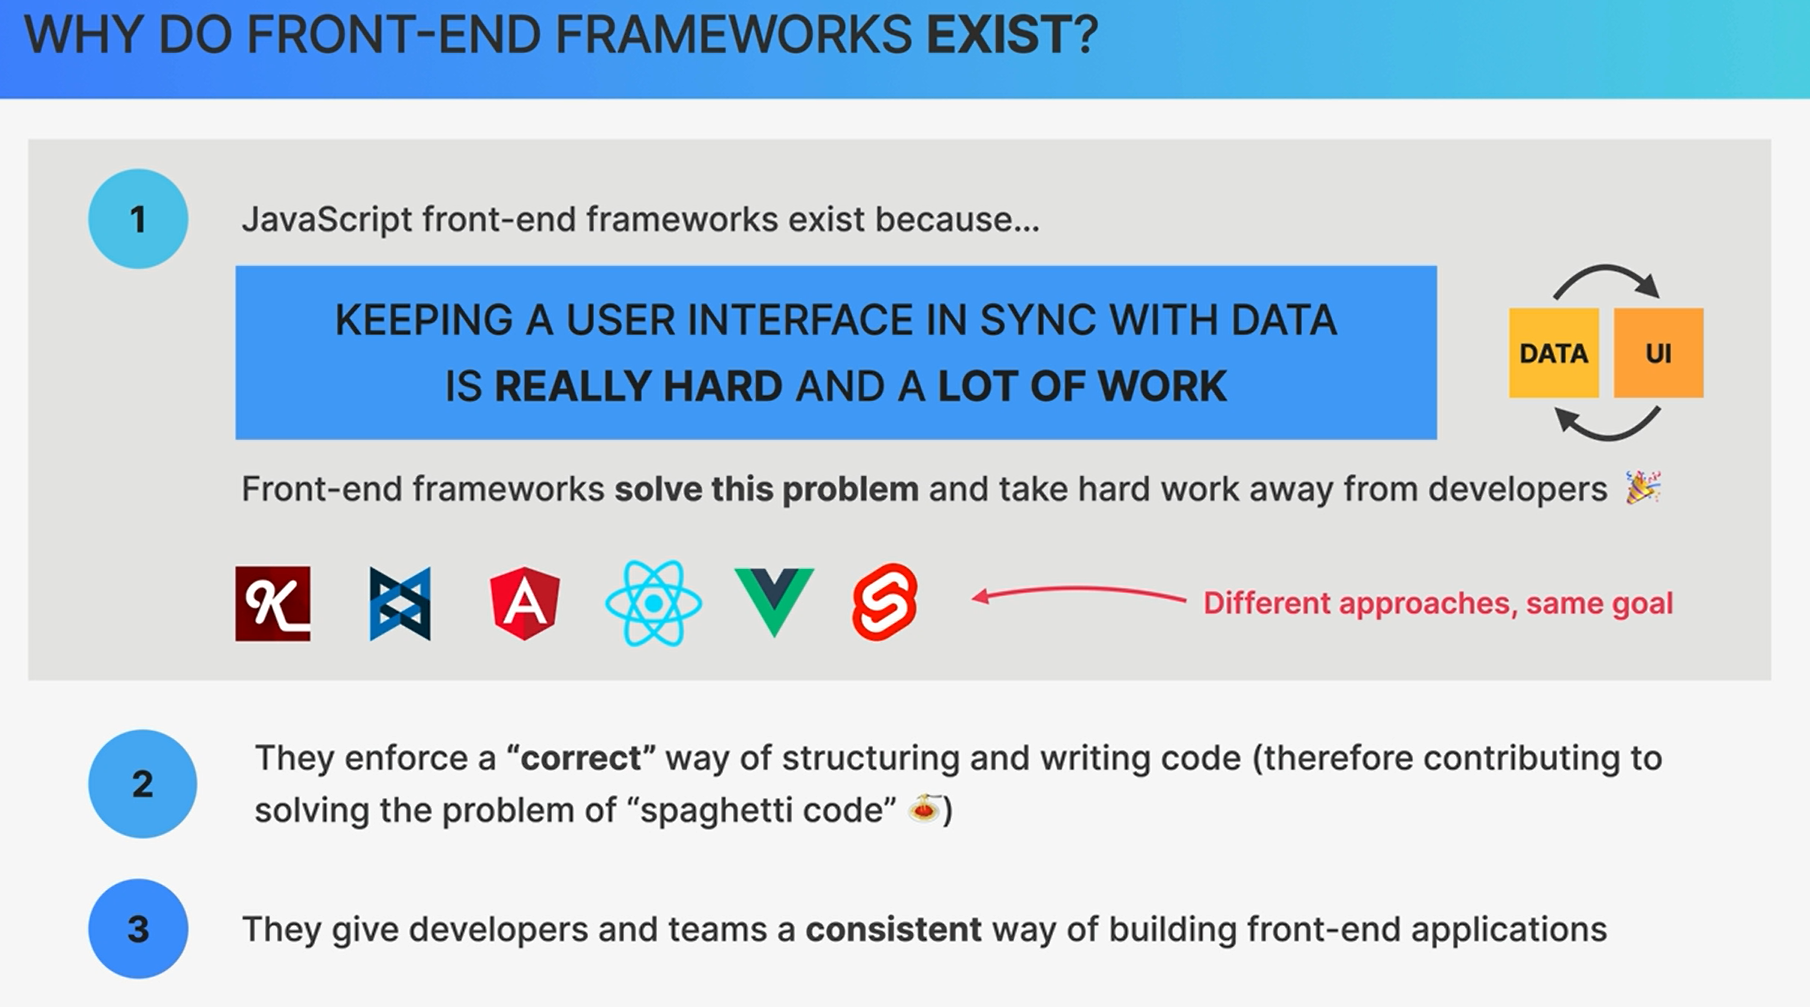 WHY DO FRONT-END FRAMEWORKS EXIST?
1
JavaScript front-end frameworks exist because...
KEEPING A USER INTERFACE IN SYNC WITH DATA
IS REALLY HARD AND A LOT OF WORK
DATA
UI
Front-end frameworks solve this problem and take hard work away from developers 🎉
Different approaches, same goal
2
They enforce a “correct” way of structuring and writing code (therefore contributing to
solving the problem of “spaghetti code” 🍝)
3
They give developers and teams a consistent way of building front-end applications